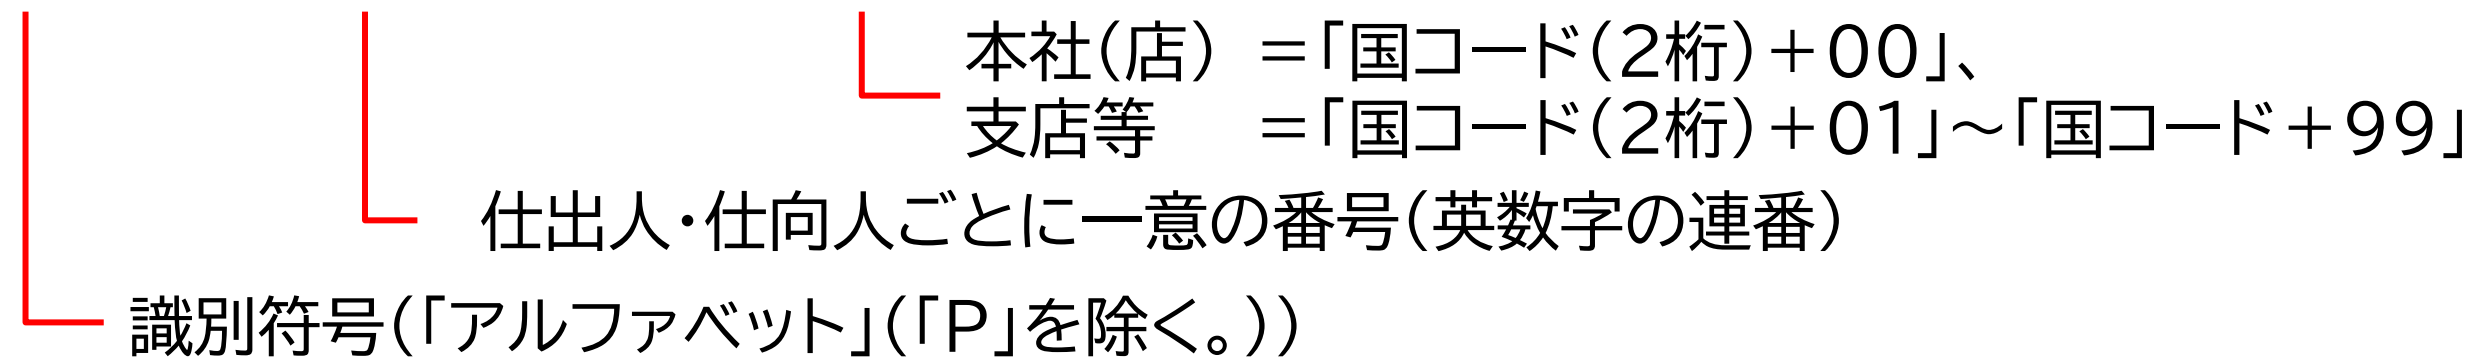 本社(店) =「国コード(2桁)+00」、
支店等 =「国コード(2桁)+01」~「国コード+99」
仕出人・仕向人ごとに一意の番号(英数字の連番)
識別符号(「アルファベット」(「P」を除く。))